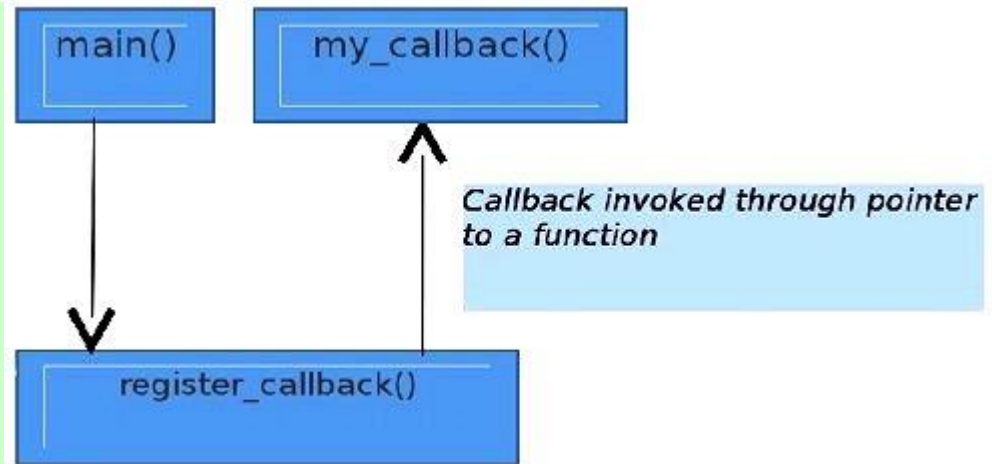 main()
my_callback()
Callback invoked through pointer
to a function
register_callback()